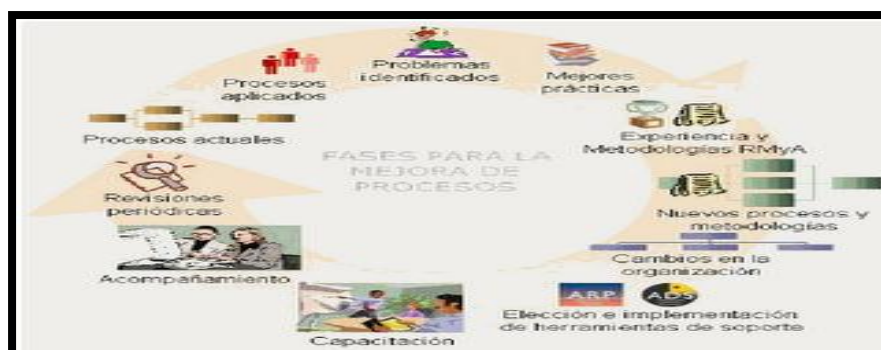 Problemas
identificados
Procesos
aplicados
Mejores
prácticas
Procesos actuales
Experiencia y
Metodologías RMyA
FASES PARA LA
MEJORA DE
PROCESOS
Revisiones
periódicas
Nuevos procesos y
metodologías
Cambios en la
organización
Acompañamiento
ARP
ADS
Elección e implementación
de herramientas de soporte
Capacitación